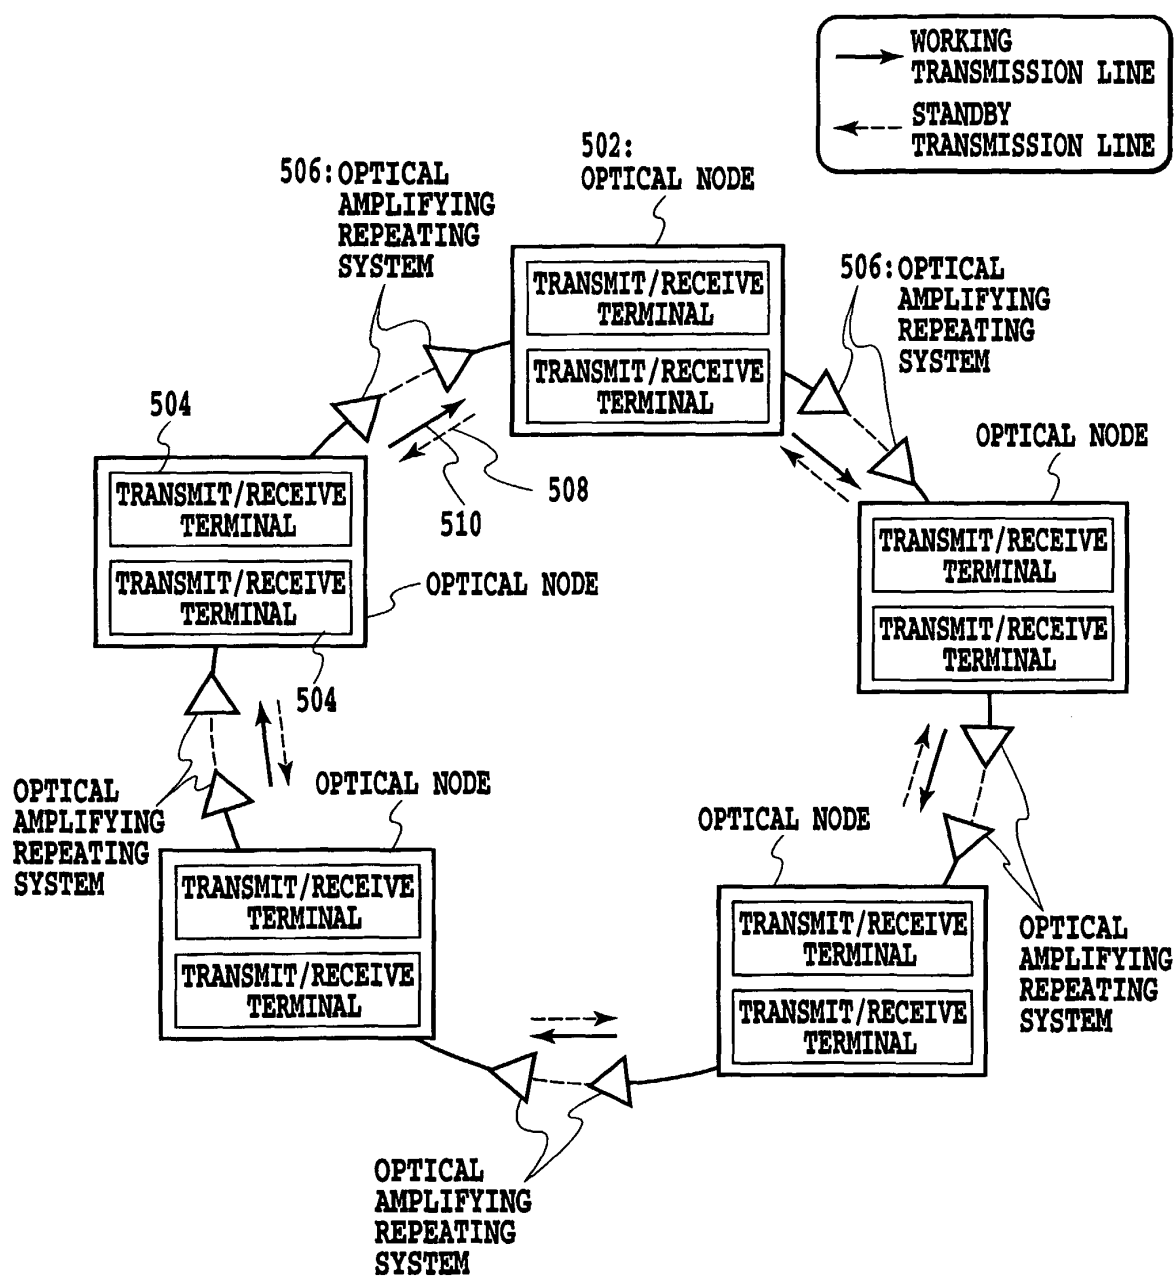 WORKING
TRANSMISSION LINE
STANDBY
TRANSMISSION LINE
502:
OPTICAL NODE
506: OPTICAL
AMPLIFYING
REPEATING
SYSTEM
TRANSMIT/RECEIVE
TERMINAL
TRANSMIT/RECEIVE
TERMINAL
506: OPTICAL
AMPLIFYING
REPEATING
SYSTEM
504
TRANSMIT/RECEIVE
TERMINAL
TRANSMIT/RECEIVE
TERMINAL
504
508
510
OPTICAL NODE
OPTICAL NODE
TRANSMIT/RECEIVE
TERMINAL
TRANSMIT/RECEIVE
TERMINAL
OPTICAL
AMPLIFYING
REPEATING
SYSTEM
OPTICAL NODE
TRANSMIT/RECEIVE
TERMINAL
TRANSMIT/RECEIVE
TERMINAL
OPTICAL NODE
TRANSMIT/RECEIVE
TERMINAL
TRANSMIT/RECEIVE
TERMINAL
OPTICAL
AMPLIFYING
REPEATING
SYSTEM
OPTICAL
AMPLIFYING
REPEATING
SYSTEM